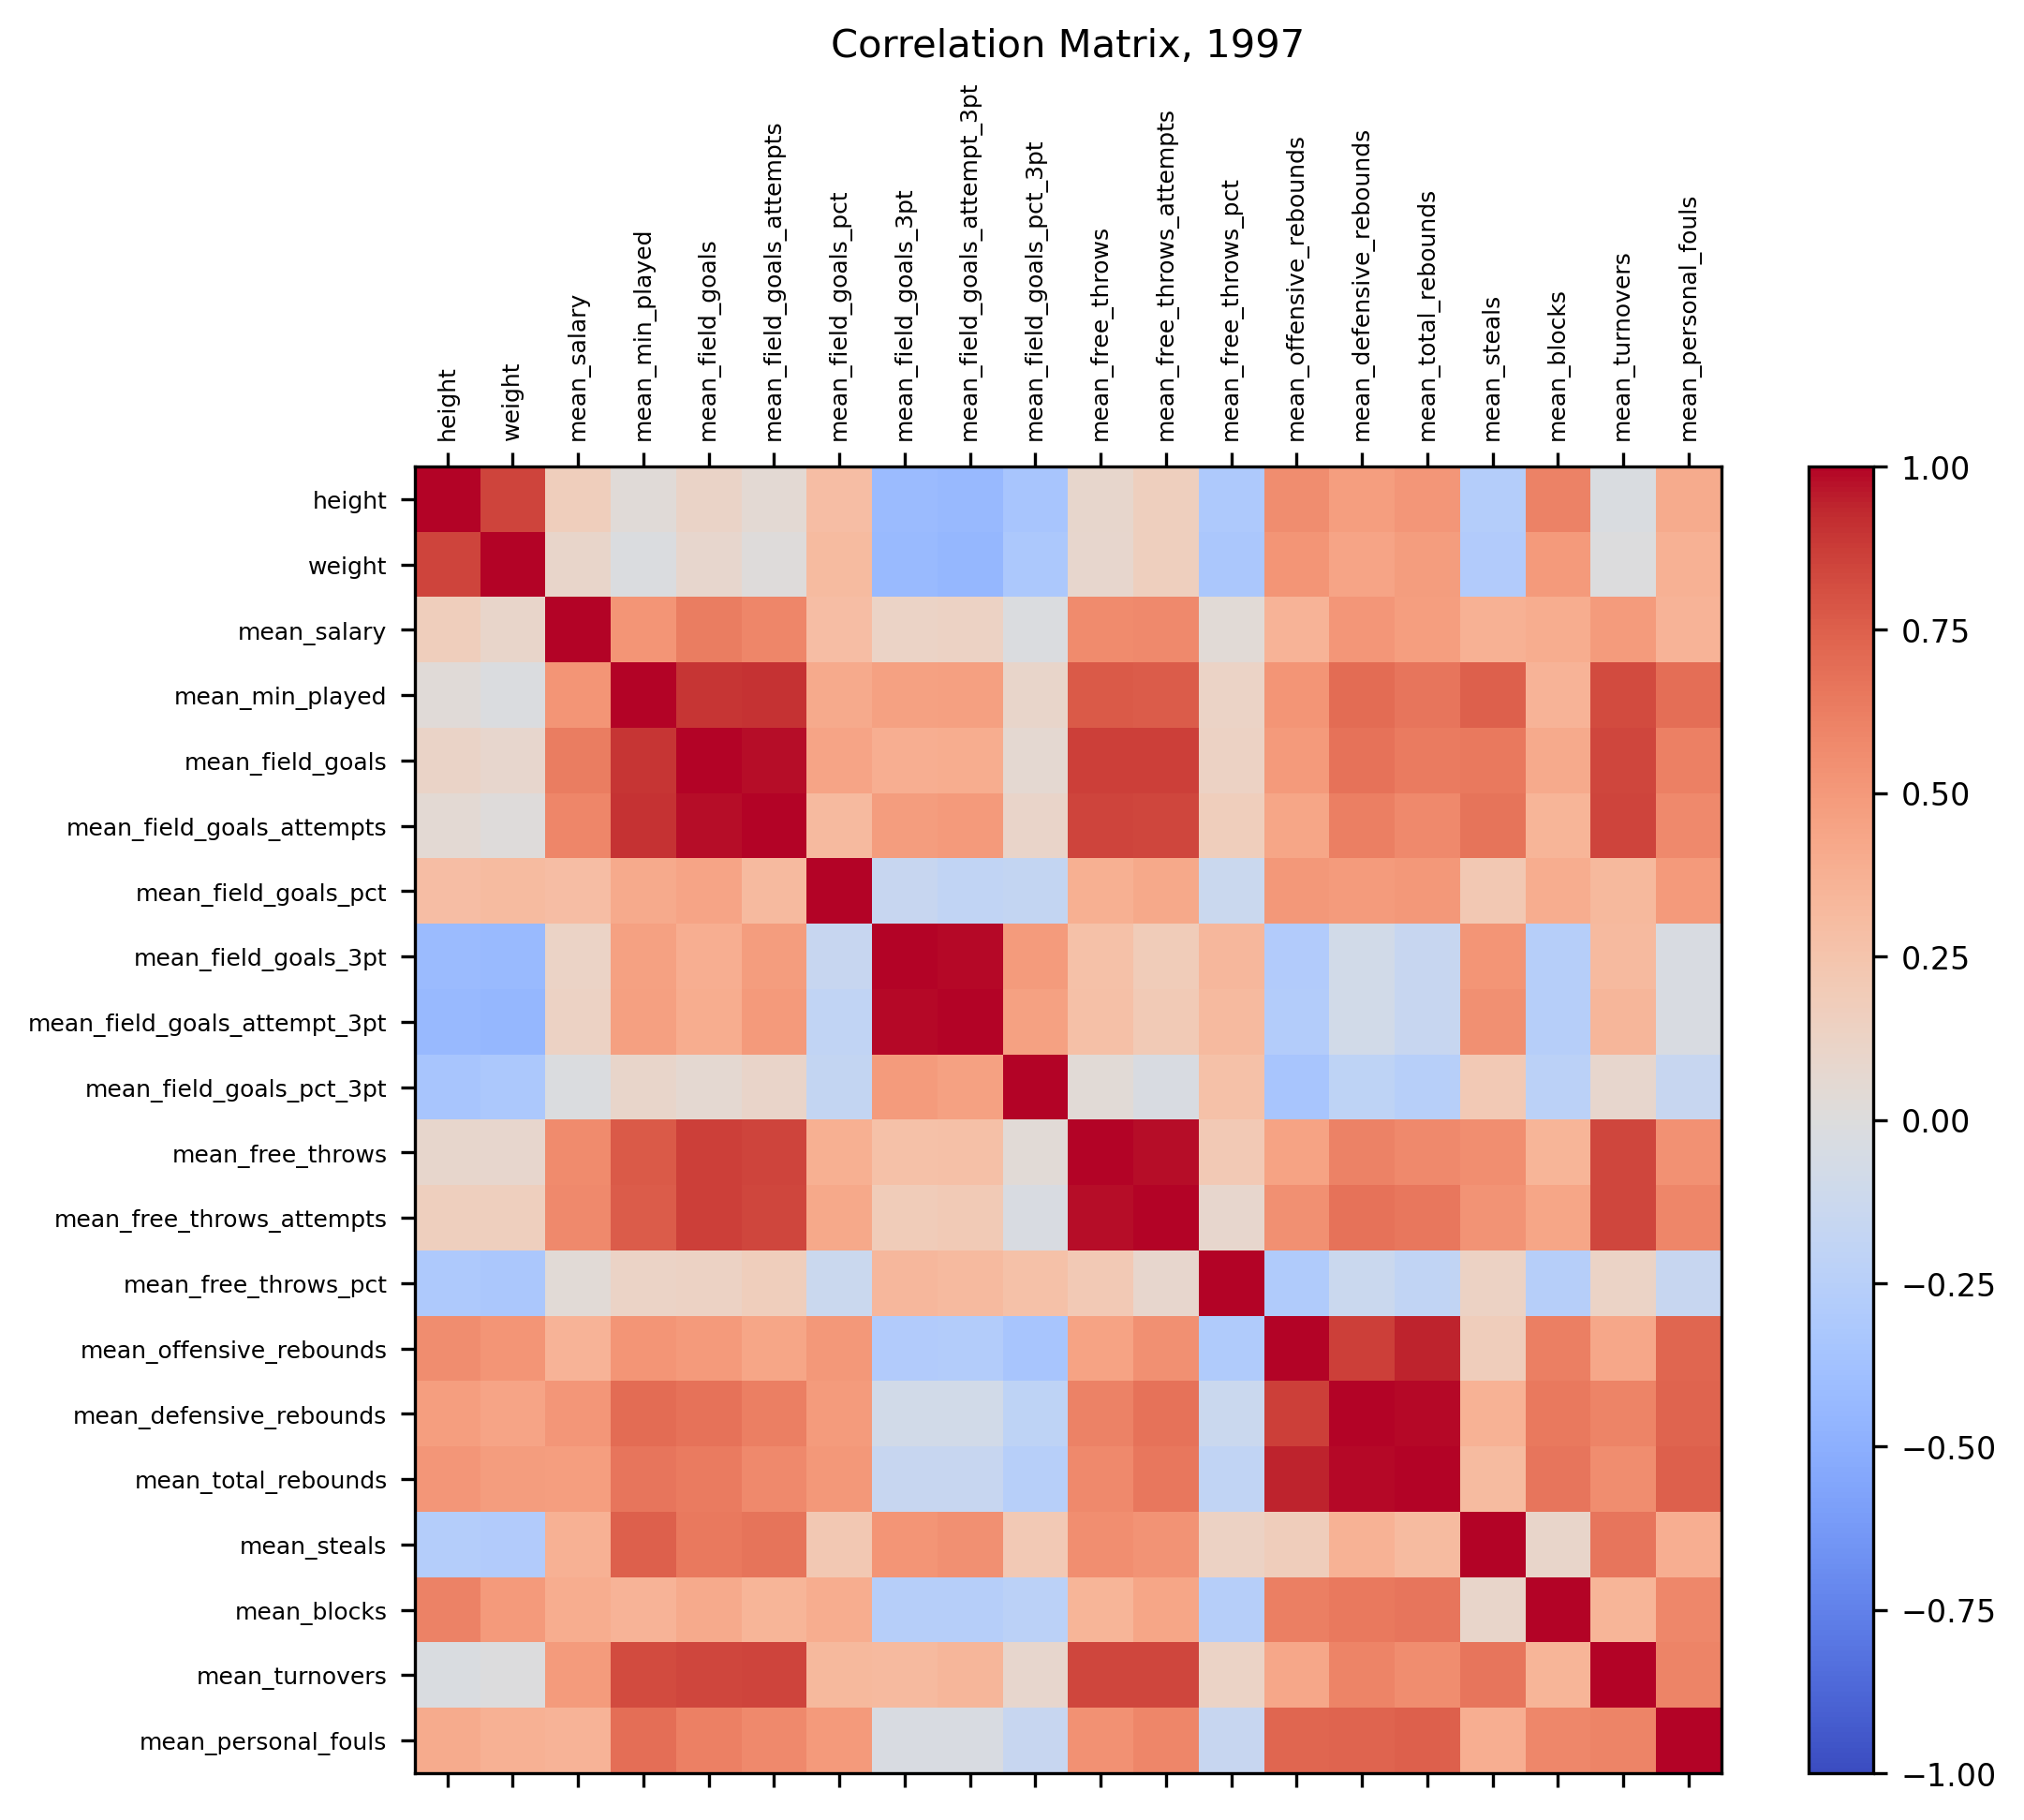 Correlation Matrix, 1997
height
weight
mean_salary
mean_min_played
mean_field_goals
mean_field_goals_attempts
mean_field_goals_pct
mean_field_goals_3pt
mean_field_goals_attempt_3pt
mean_field_goals_pct_3pt
mean_free_throws
mean_free_throws_attempts
mean_free_throws_pct
mean_offensive_rebounds
mean_defensive_rebounds
mean_total_rebounds
mean_steals
mean_blocks
mean_turnovers
mean_personal_fouls
height
weight
mean_salary
mean_min_played
mean_field_goals
mean_field_goals_attempts
mean_field_goals_pct
mean_field_goals_3pt
mean_field_goals_attempt_3pt
mean_field_goals_pct_3pt
mean_free_throws
mean_free_throws_attempts
mean_free_throws_pct
mean_offensive_rebounds
mean_defensive_rebounds
mean_total_rebounds
mean_steals
mean_blocks
mean_turnovers
mean_personal_fouls
1.00
0.75
0.50
0.25
0.00
−0.25
−0.50
−0.75
−1.00